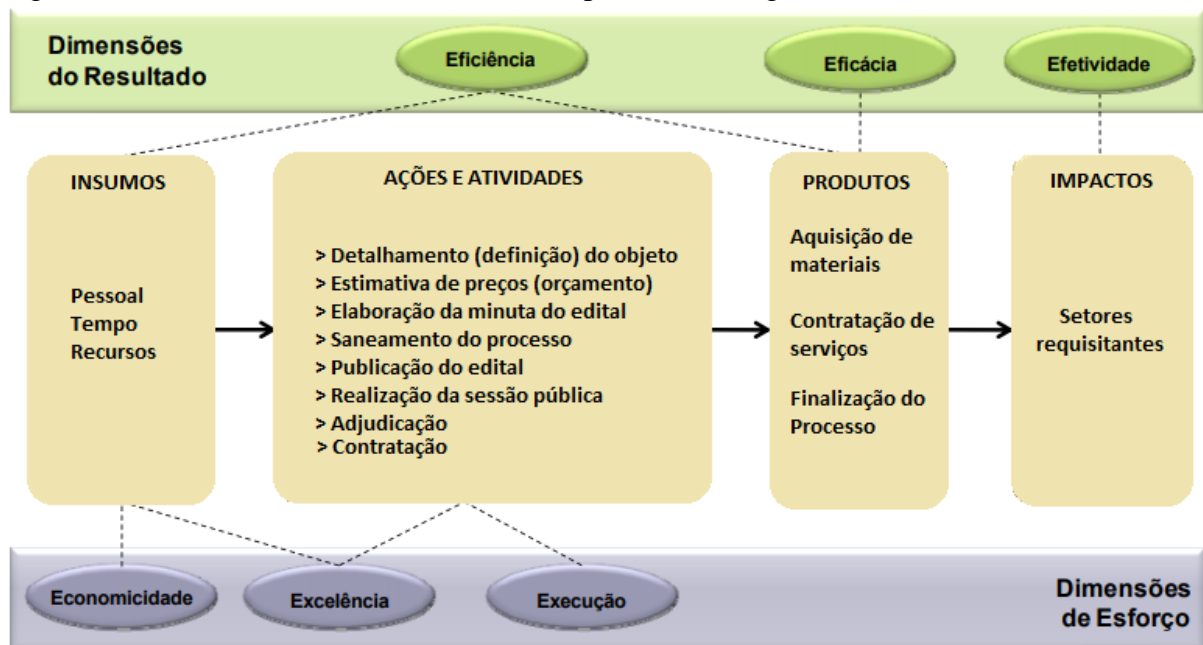 Dimensões
do Resultado
Eficiência
Eficácia
Efetividade
INSUMOS
Pessoal
Tempo
Recursos
AÇÕES E ATIVIDADES
> Detalhamento (definição) do objeto
> Estimativa de preços (orçamento)
> Elaboração da minuta do edital
> Saneamento do processo
> Publicação do edital
> Realização da sessão pública
> Adjudicação
> Contratação
PRODUTOS
Aquisição de
materiais
Contratação de
serviços
Finalização do
Processo
IMPACTOS
Setores
requisitantes
Economicidade
Excelência
Execução
Dimensões
de Esforço